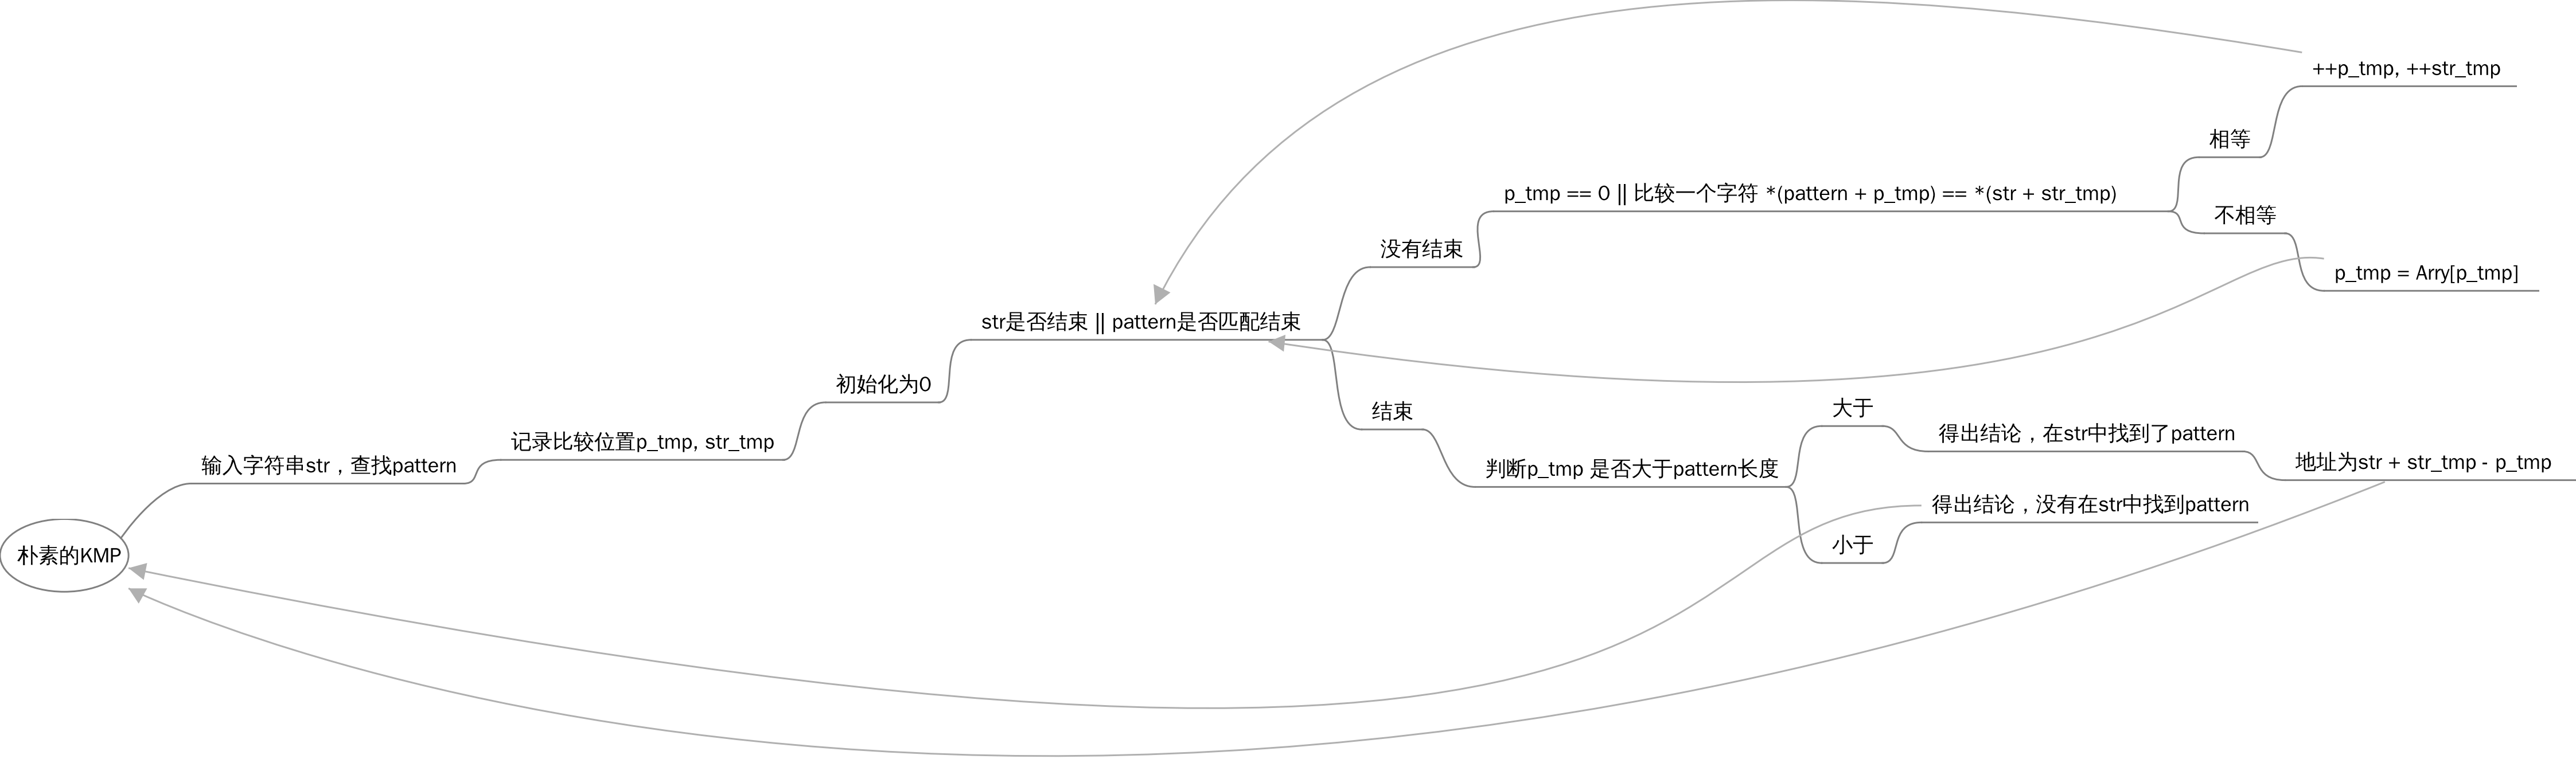 朴素的KMP
输入字符串str，查找pattern
记录比较位置p_tmp, str_tmp
初始化为0
str是否结束 || pattern是否匹配结束
没有结束
p_tmp == 0 || 比较一个字符 *(pattern + p_tmp) == *(str + str_tmp)
相等
++p_tmp, ++str_tmp
不相等
p_tmp = Arry[p_tmp]
结束
判断p_tmp 是否大于pattern长度
大于
得出结论，在str中找到了pattern
地址为str + str_tmp - p_tmp
小于
得出结论，没有在str中找到pattern